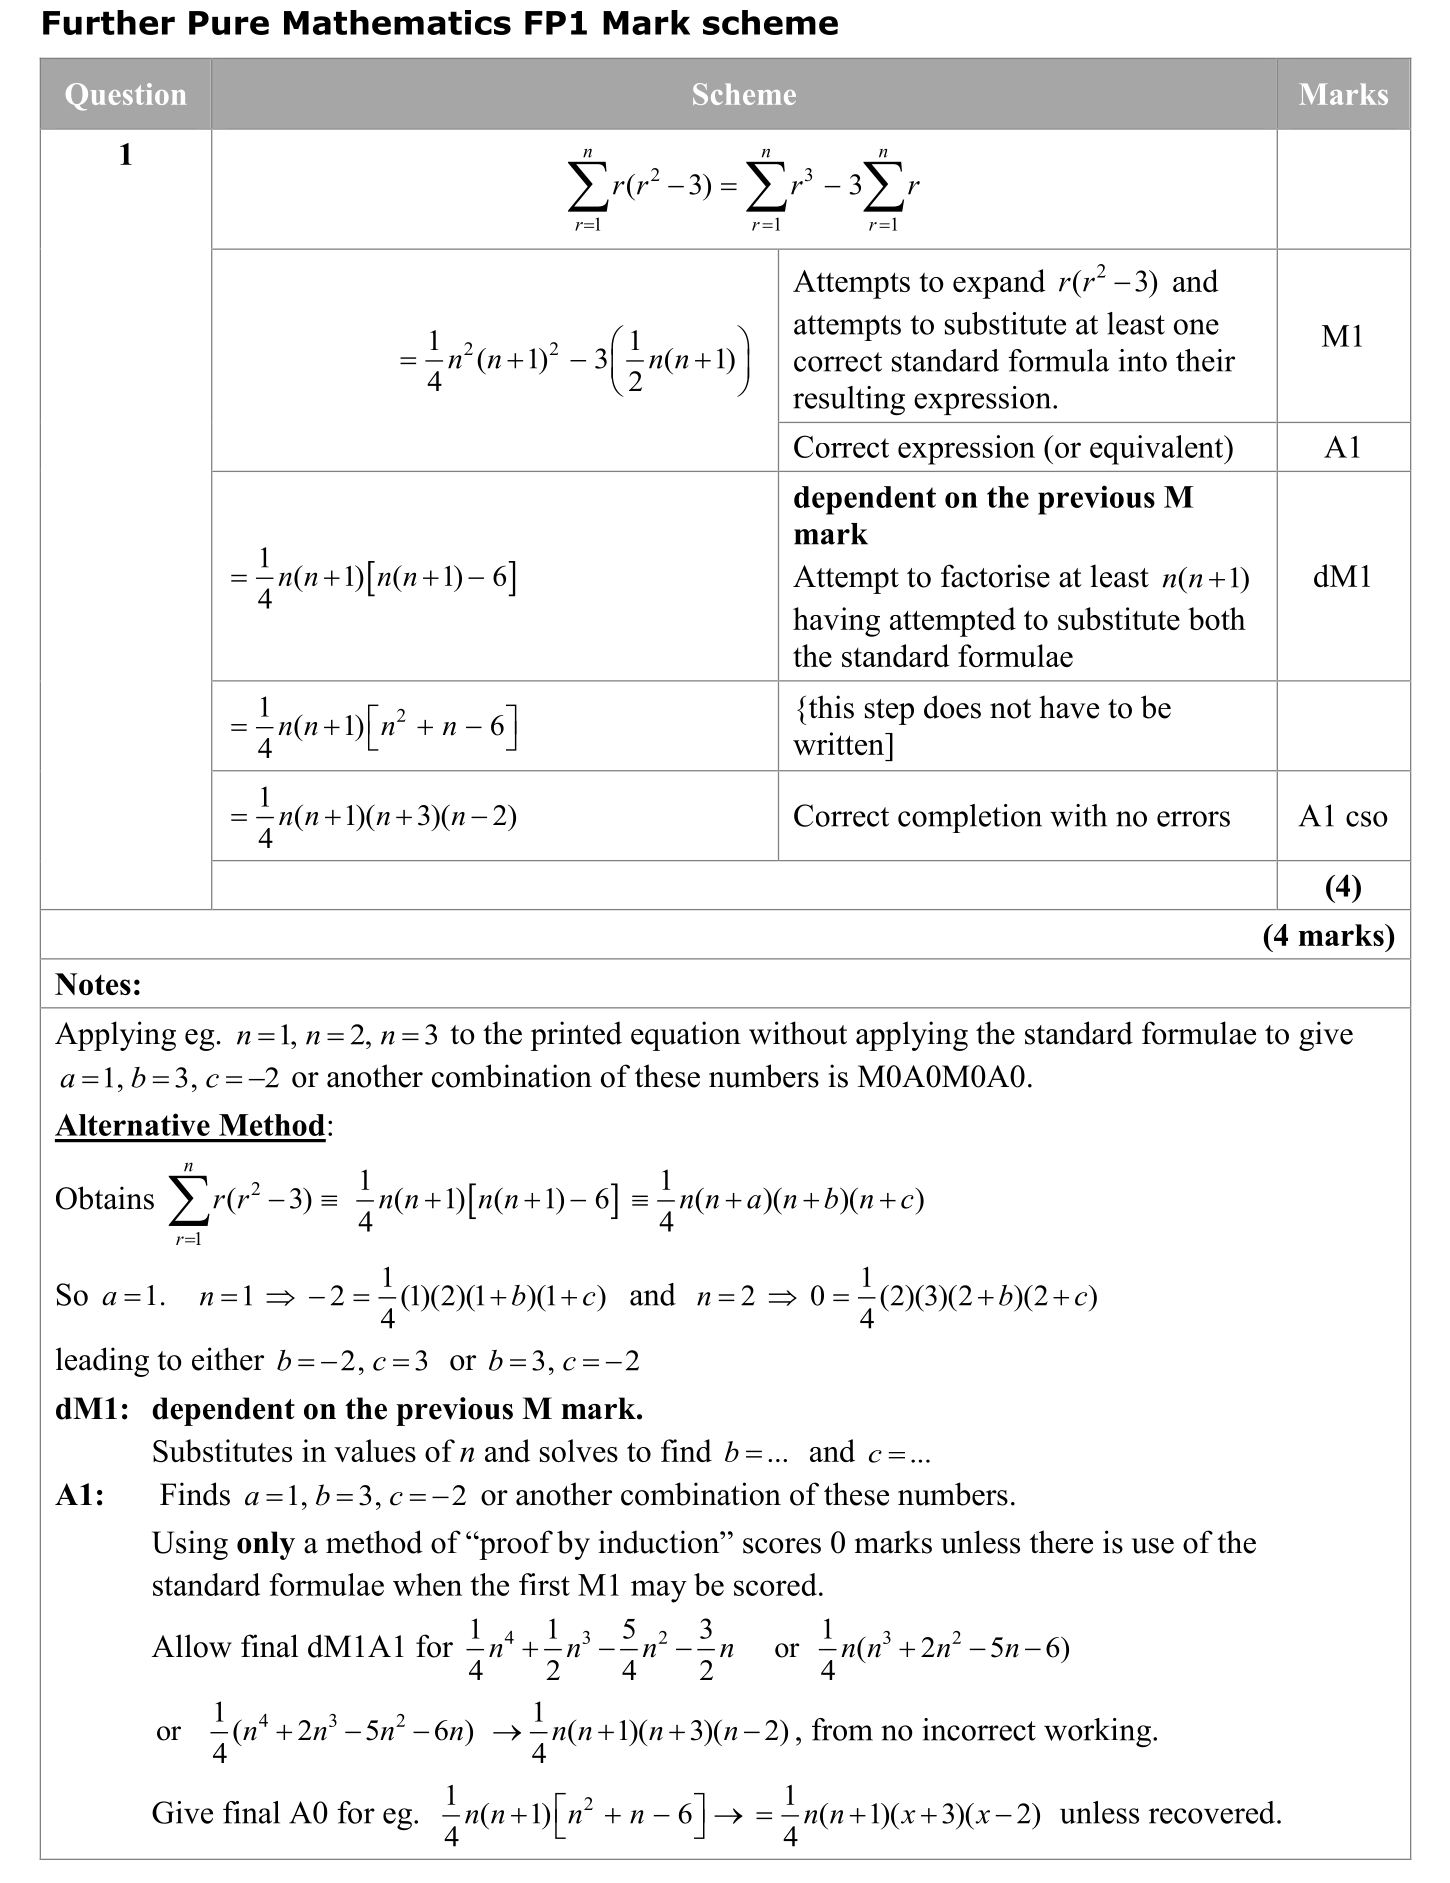 Further Pure Mathematics FP1 Mark scheme
Question Scheme Marks
1
\sum_{r=1}^{n} r(r^2 - 3) = \sum_{r=1}^{n} r^3 - 3\sum_{r=1}^{n} r
= \frac{1}{4}n^2(n+1)^2 - 3\left(\frac{1}{2}n(n+1)\right)
Attempts to expand r(r^2 - 3) and
attempts to substitute at least one
correct standard formula into their
resulting expression.
M1
Correct expression (or equivalent) A1
= \frac{1}{4}n(n+1)[n(n+1) - 6]
dependent on the previous M
mark
Attempt to factorise at least n(n+1)
having attempted to substitute both
the standard formulae
dM1
= \frac{1}{4}n(n+1)[n^2 + n - 6]
{this step does not have to be
written]
= \frac{1}{4}n(n+1)(n+3)(n-2) Correct completion with no errors A1 cso
(4)
(4 marks)
Notes:
Applying eg. n=1, n=2, n=3 to the printed equation without applying the standard formulae to give
a=1, b=3, c=-2 or another combination of these numbers is M0A0M0A0.
Alternative Method:
Obtains \sum_{r=1}^{n} r(r^2 - 3) ≡ \frac{1}{4}n(n+1)[n(n+1) - 6] ≡ \frac{1}{4}n(n+a)(n+b)(n+c)
So a=1. n=1 ⇒ -2 = \frac{1}{4}(1)(2)(1+b)(1+c) and n=2 ⇒ 0 = \frac{1}{4}(2)(3)(2+b)(2+c)
leading to either b=-2, c=3 or b=3, c=-2
dM1: dependent on the previous M mark.
Substitutes in values of n and solves to find b=... and c=...
A1: Finds a=1, b=3, c=-2 or another combination of these numbers.
Using only a method of “proof by induction” scores 0 marks unless there is use of the
standard formulae when the first M1 may be scored.
Allow final dM1A1 for \frac{1}{4}n^4 + \frac{1}{2}n^3 - \frac{5}{4}n^2 - \frac{3}{2}n or \frac{1}{4}n(n^3 + 2n^2 - 5n - 6)
or \frac{1}{4}(n^4 + 2n^3 - 5n^2 - 6n) → \frac{1}{4}n(n+1)(n+3)(n-2), from no incorrect working.
Give final A0 for eg. \frac{1}{4}n(n+1)[n^2 + n - 6] → = \frac{1}{4}n(n+1)(x+3)(x-2) unless recovered.